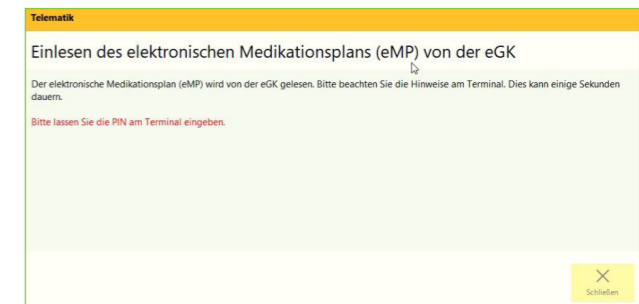 Telematik
Einlesen des elektronischen Medikationsplans (eMP) von der eGK
Der elektronische Medikationsplan (eMP) wird von der eGK gelesen. Bitte beachten Sie die Hinweise am Terminal. Dies kann einige Sekunden
dauern.
Bitte lassen Sie die PIN am Terminal eingeben.
Schließen